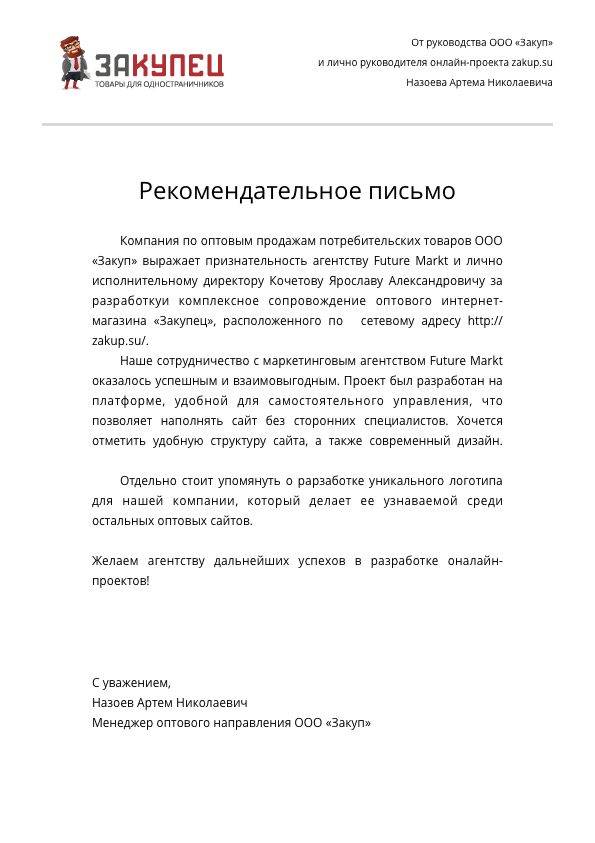 ЗАКУПЕЦ
ТОВАРЫ ДЛЯ ОДНОСТРАНИЧНИКОВ
От руководства ООО «Закуп»
и лично руководителя онлайн-проекта zakup.su
Назоева Артема Николаевича
Рекомендательное письмо
Компания по оптовым продажам потребительских товаров ООО
«Закуп» выражает признательность агентству Future Markt и лично
исполнительному директору Кочетову Ярославу Александровичу за
разработкуи комплексное сопровождение оптового интернет-
магазина «Закупец», расположенного по сетевому адресу http://
zakup.su/.
Наше сотрудничество с маркетинговым агентством Future Markt
оказалось успешным и взаимовыгодным. Проект был разработан на
платформе, удобной для самостоятельного управления, что
позволяет наполнять сайт без сторонних специалистов. Хочется
отметить удобную структуру сайта, а также современный дизайн.
Отдельно стоит упомянуть о рарзаботке уникального логотипа
для нашей компании, который делает ее узнаваемой среди
остальных оптовых сайтов.
Желаем агентству дальнейших успехов в разработке оналайн-
проектов!
С уважением,
Назоев Артем Николаевич
Менеджер оптового направления ООО «Закуп»